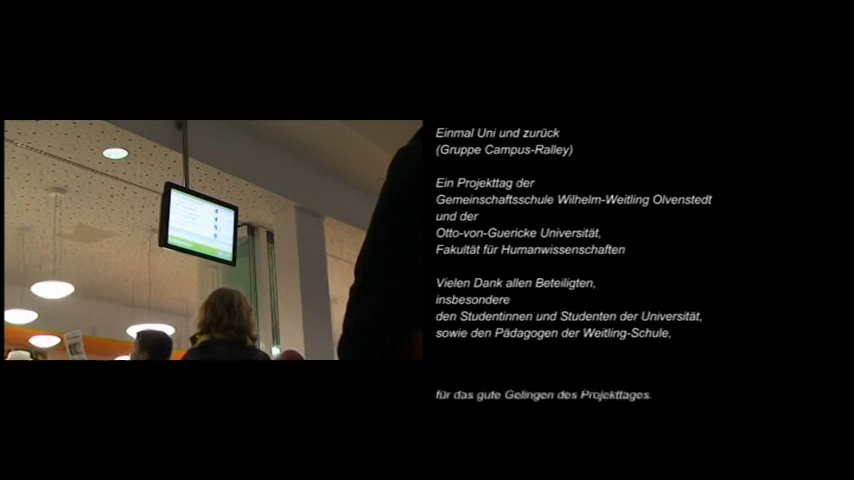 Einmal Uni und zurück
(Gruppe Campus-Ralley)
Ein Projekttag der
Gemeinschaftsschule Wilhelm-Weitling Olvenstedt
und der
Otto-von-Guericke Universität,
Fakultät für Humanwissenschaften
Vielen Dank allen Beteiligten,
insbesondere
den Studentinnen und Studenten der Universität,
sowie den Pädagogen der Weitling-Schule,
für das gute Gelingen des Projekttages.